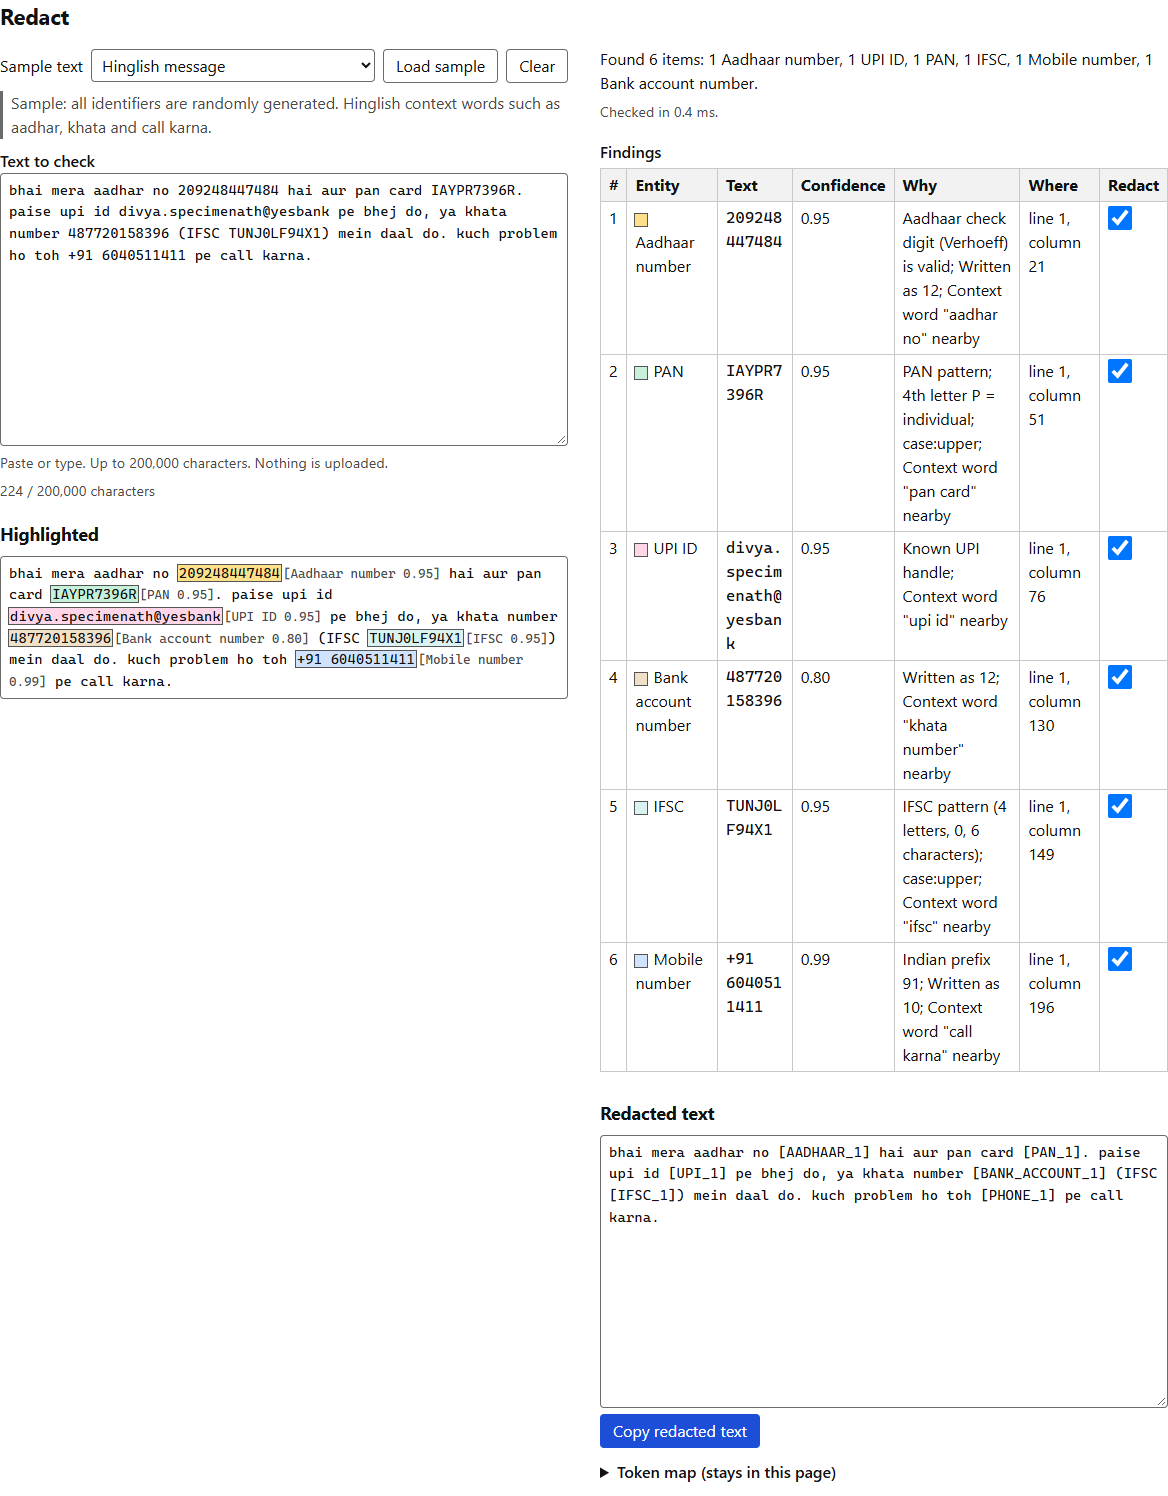 Redact
Sample text Hinglish message Load sample Clear
Sample: all identifiers are randomly generated. Hinglish context words such as
aadhar, khata and call karna.
Text to check
bhai mera aadhar no 209248447484 hai aur pan card IAYPR7396R.
paise upi id divya.specimenath@yesbank pe bhej do, ya khata
number 487720158396 (IFSC TUNJ0LF94X1) mein daal do. kuch problem
ho toh +91 6040511411 pe call karna.
Paste or type. Up to 200,000 characters. Nothing is uploaded.
224 / 200,000 characters
Highlighted
bhai mera aadhar no 209248447484[Aadhaar number 0.95] hai aur pan
card IAYPR7396R[PAN 0.95]. paise upi id
divya.specimenath@yesbank[UPI ID 0.95] pe bhej do, ya khata number
487720158396[Bank account number 0.80] (IFSC TUNJ0LF94X1[IFSC 0.95])
mein daal do. kuch problem ho toh +91 6040511411[Mobile number
0.99] pe call karna.
Found 6 items: 1 Aadhaar number, 1 UPI ID, 1 PAN, 1 IFSC, 1 Mobile number, 1
Bank account number.
Checked in 0.4 ms.
Findings
# Entity Text Confidence Why Where Redact
1 209248 0.95 Aadhaar check line 1,
Aadhaar 447484 digit (Verhoeff) column
number is valid; Written 21
as 12; Context
word "aadhar
no" nearby
2 PAN IAYPR7 0.95 PAN pattern; line 1,
396R 4th letter P = column
individual; 51
case:upper;
Context word
"pan card"
nearby
3 UPI ID divya. 0.95 Known UPI line 1,
specim handle; column
enath@ Context word 76
yesban "upi id" nearby
k
4 Bank 487720 0.80 Written as 12; line 1,
account 158396 Context word column
number "khata 130
number"
nearby
5 IFSC TUNJ0L 0.95 IFSC pattern (4 line 1,
F94X1 letters, 0, 6 column
characters); 149
case:upper;
Context word
"ifsc" nearby
6 Mobile +91 0.99 Indian prefix line 1,
number 604051 91; Written as column
1411 10; Context 196
word "call
karna" nearby
Redacted text
bhai mera aadhar no [AADHAAR_1] hai aur pan card [PAN_1]. paise
upi id [UPI_1] pe bhej do, ya khata number [BANK_ACCOUNT_1] (IFSC
[IFSC_1]) mein daal do. kuch problem ho toh [PHONE_1] pe call
karna.
Copy redacted text
Token map (stays in this page)